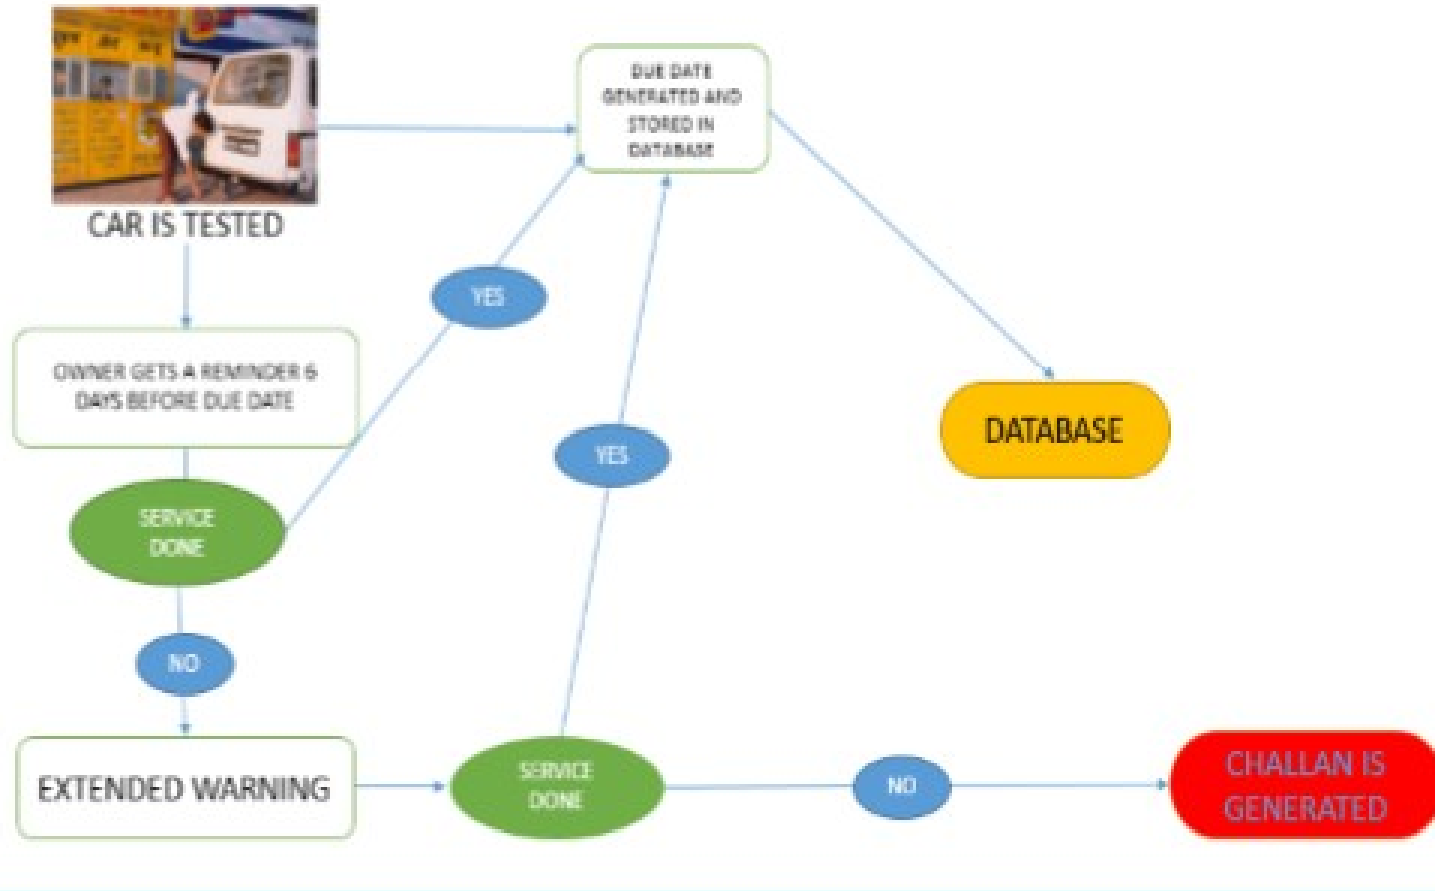 DUE DATE
GENERATED AND
STORED IN
DATABASE
CAR IS TESTED
YES
OWNER GETS A REMINDER 6
DAYS BEFORE DUE DATE
YES
DATABASE
SERVICE
DONE
NO
EXTENDED WARNING
SERVICE
DONE
NO
CHALLAN IS
GENERATED